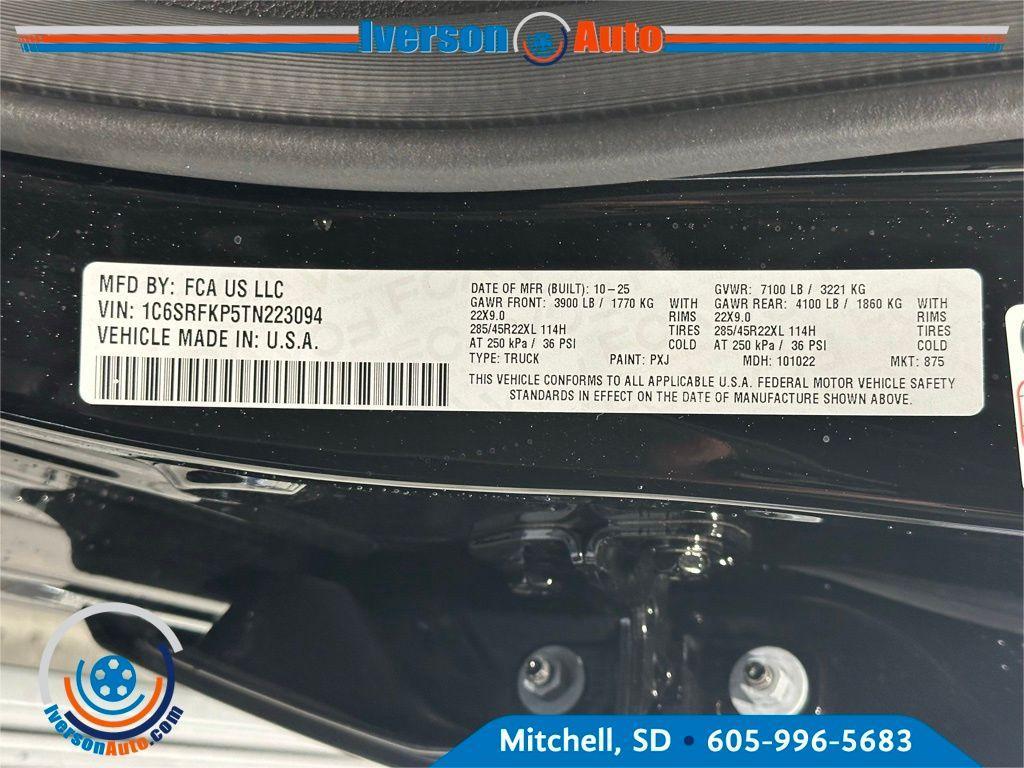 Iverson Auto
MFD BY: FCA US LLC
VIN: 1C6SRFKP5TN223094
VEHICLE MADE IN: U.S.A.
DATE OF MFR (BUILT): 10-25
GAWR FRONT: 3900 LB / 1770 KG WITH
22X9.0 RIMS
285/45R22XL 114H TIRES
AT 250 kPa / 36 PSI COLD
TYPE: TRUCK PAINT: PXJ
GVWR: 7100 LB / 3221 KG
GAWR REAR: 4100 LB / 1860 KG WITH
22X9.0 RIMS
285/45R22XL 114H TIRES
AT 250 kPa / 36 PSI COLD
MDH: 101022 MKT: 875
THIS VEHICLE CONFORMS TO ALL APPLICABLE U.S.A. FEDERAL MOTOR VEHICLE SAFETY
STANDARDS IN EFFECT ON THE DATE OF MANUFACTURE SHOWN ABOVE.
IversonAuto.com
Mitchell, SD • 605-996-5683